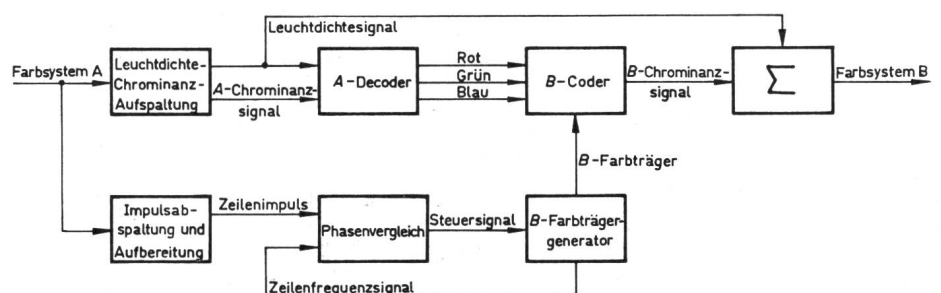 Leuchtdichtesignal
Farbsystem A
Leuchtdichte-
Chrominanz-
Aufspaltung
A-Chrominanz-
signal
A-Decoder
Rot
Grün
Blau
B-Coder
B-Chrominanz-
signal
Σ
Farbsystem B
B-Farbträger
Impulsab-
spaltung und
Aufbereitung
Zeilenimpuls
Phasenvergleich
Steuersignal
B-Farbträger-
generator
Zeilenfrequenzsignal